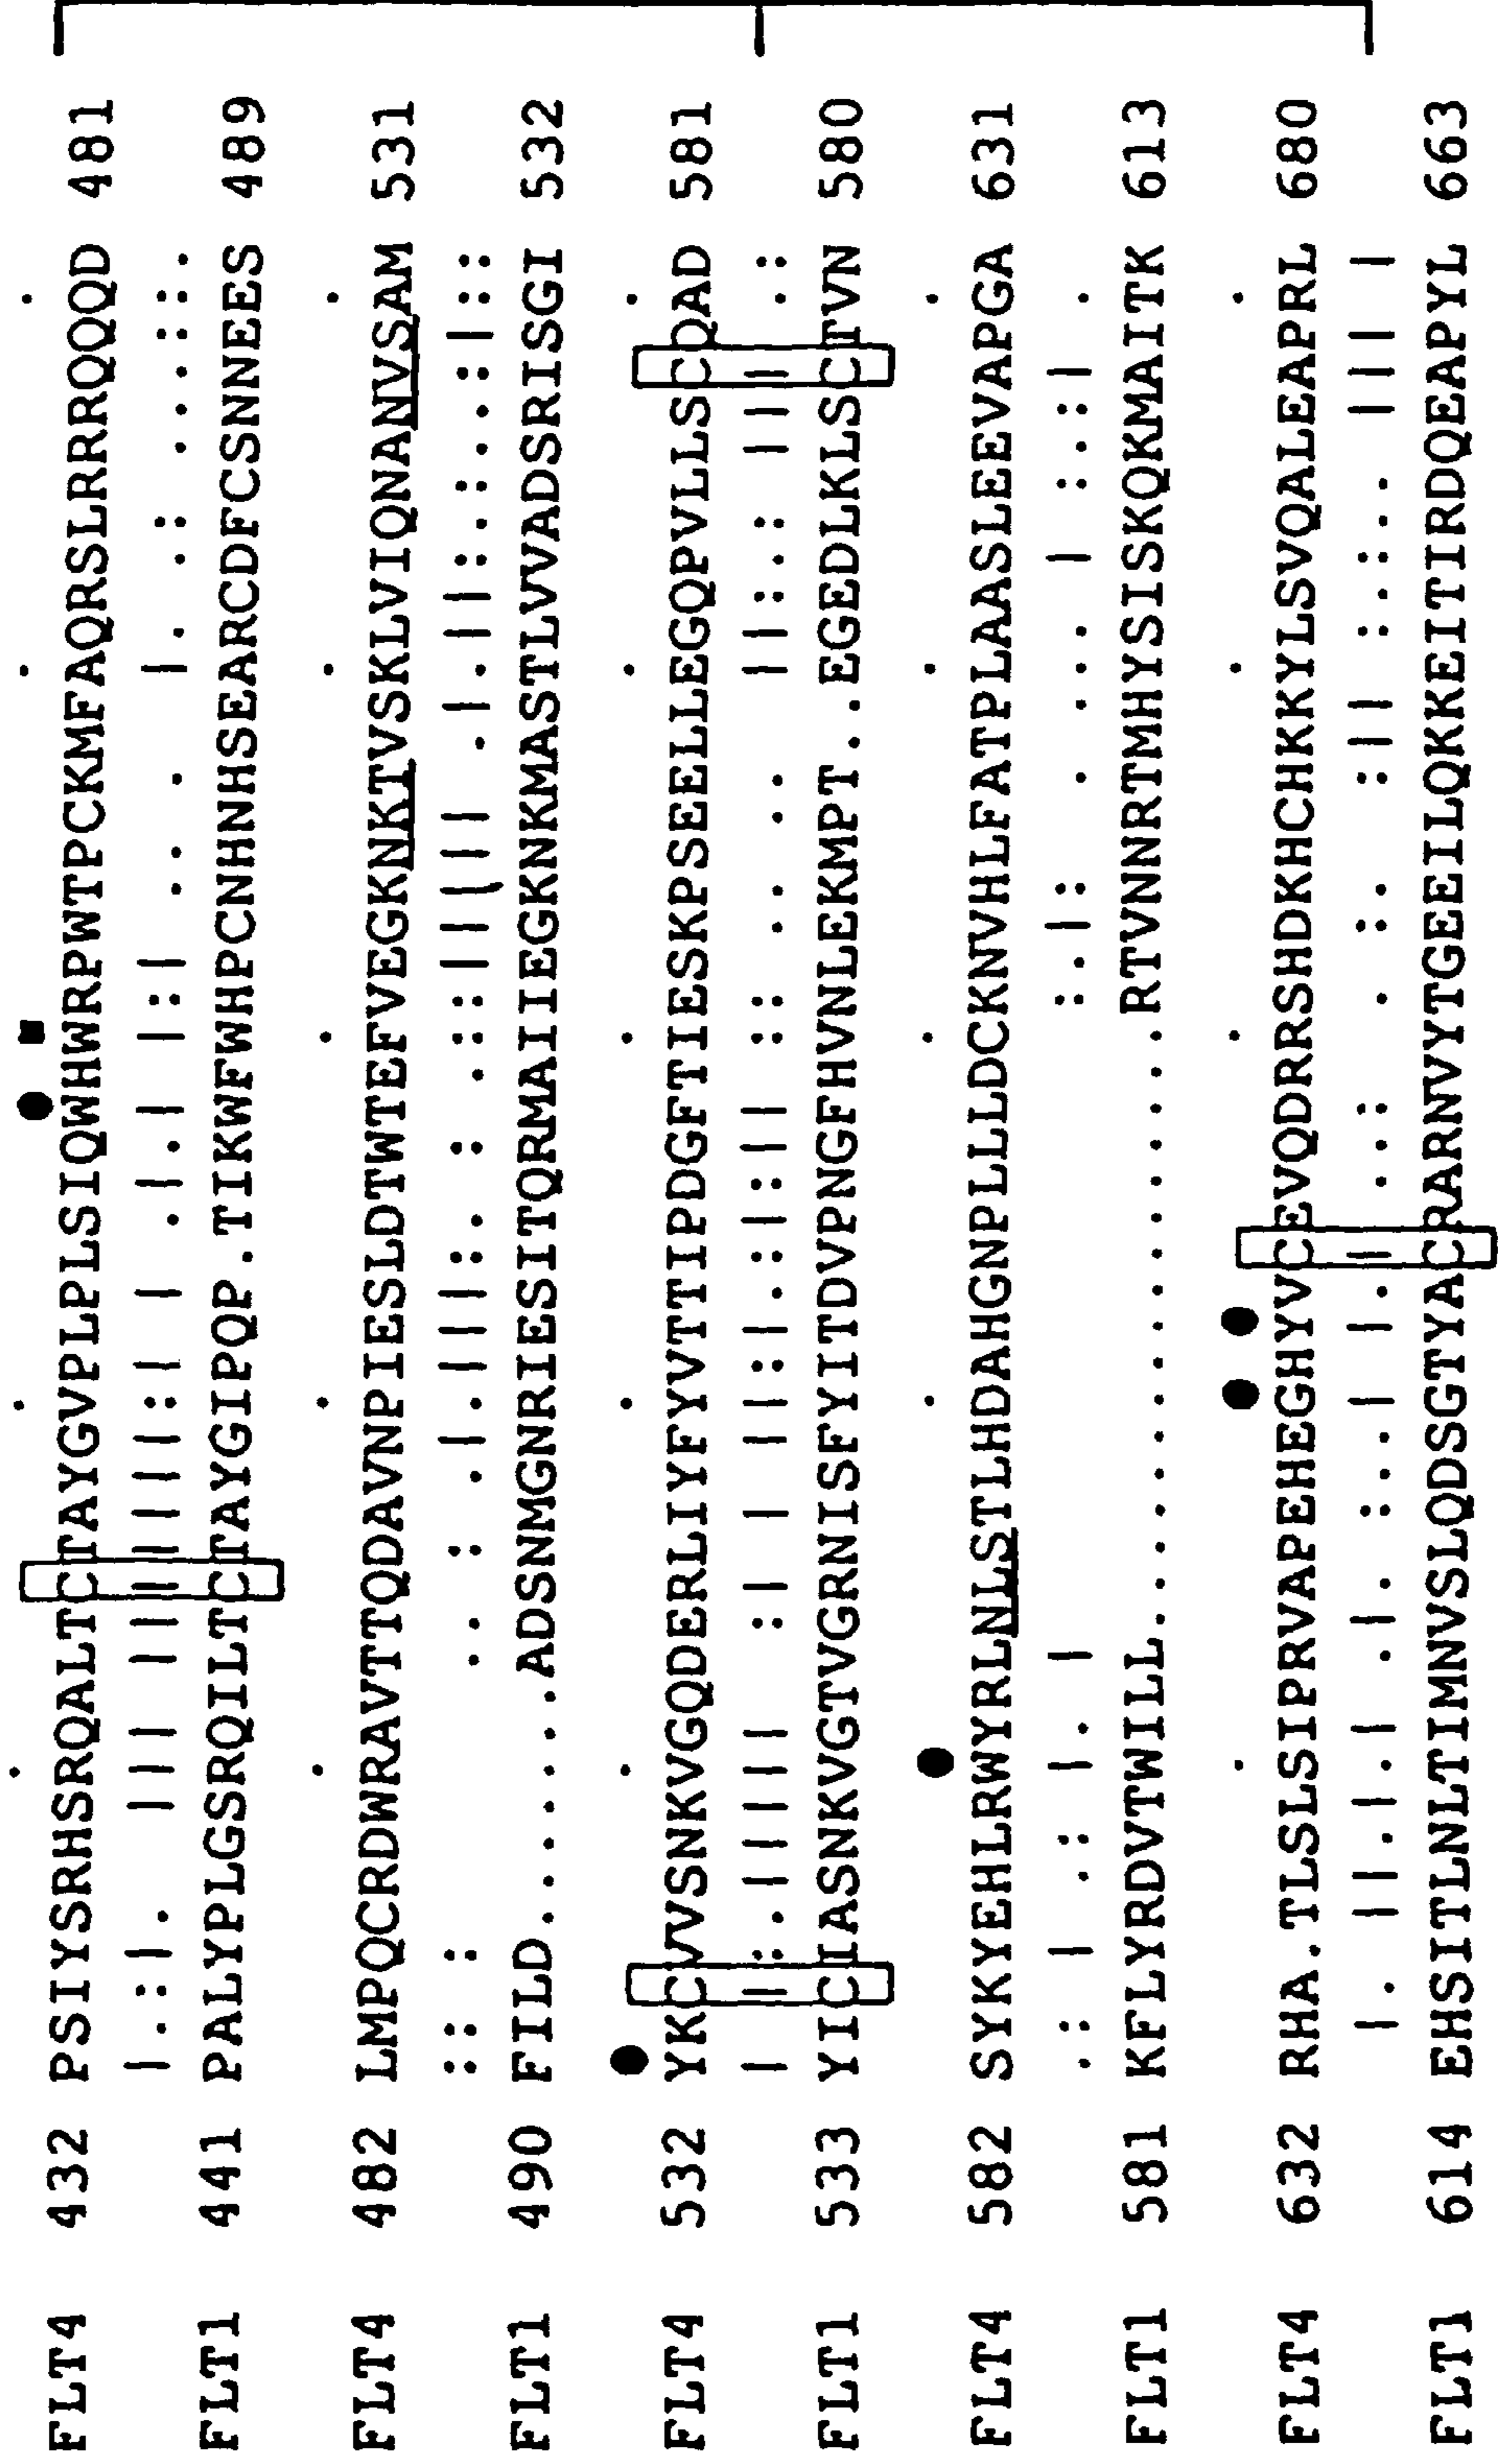 FLT4 432 PSIYSRHSRQALTCTAYGVPLPLSIQWHWRPWTPCKMFAQRSLRRRQQQD 481
FLT1 441 PALYPLGSRQILTCTAYGIPQP.TIKWFWHPCNHNHSEARCDFCSNNEES 489
FLT4 482 LMPQCRDWRAVTTQDAVNPIESLDTWTEFVEGKNKTVSKLVIQNANVSAM 531
FLT1 490 FILD.......ADSNMGNRIESITQRMAIIEGKNKMASTLVVADSRISGI 532
FLT4 532 YKCVVSNKVGQDERLIYFYVTTIPDGFTIESKPSEELLEGQPVLLSCQAD 581
FLT1 533 YICIASNKVGTVGRNISFYITDVPNGFHVNLEKMPT..EGEDLKLSCTVN 580
FLT4 582 SYKYEHLRWYRLNLSTLHDAHGNPLLLDCKNVHLFATPLAASLEEVAPGA 631
FLT1 581 KFLYRDVTWILL.................RTVNNRTMHYSISKQKMAITK 613
FLT4 632 RHA.TLSLSIPRVAPEHEGHYVCEVQDRRSHDKHCHKKYLSVQALEAPRL 680
FLT1 614 EHSITLNLTIMNVSLQDSGTYACRARNVYTGEEILQKKEITIRDQEAPYL 663